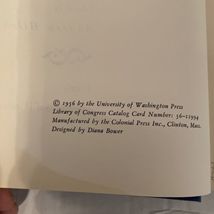 © 1956 by the University of Washington Press
Library of Congress Catalog Card Number: 56-11994
Manufactured by the Colonial Press Inc., Clinton, Mass.
Designed by Diana Bower